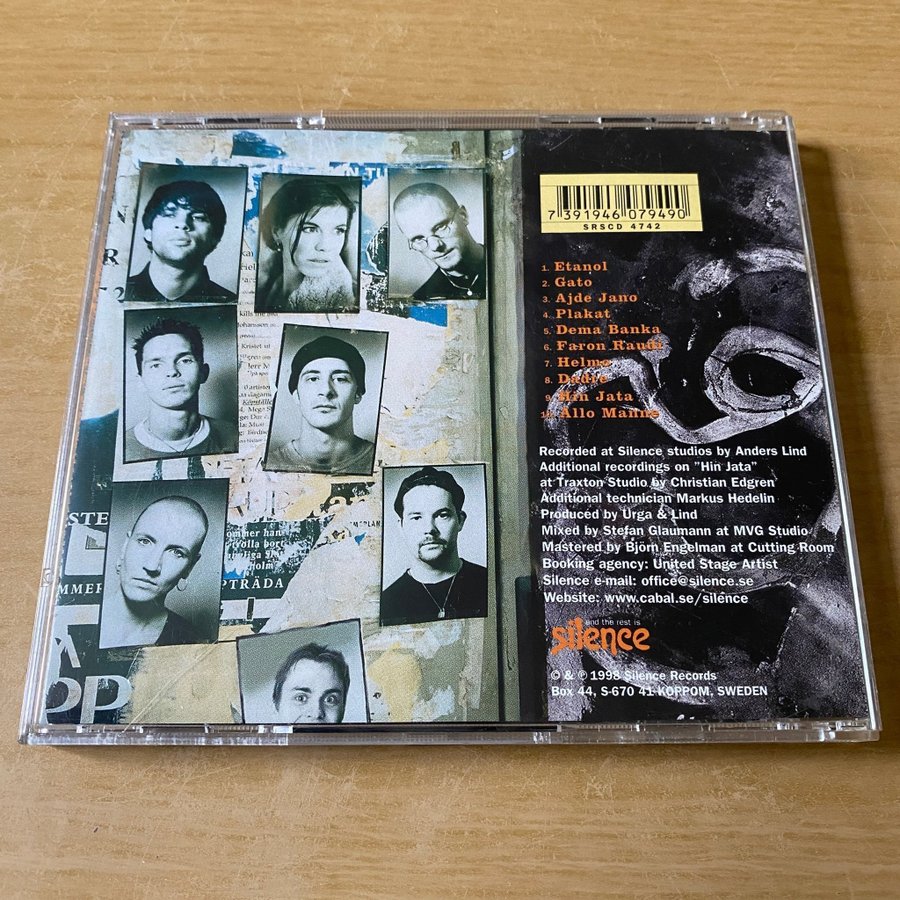 7 391946 079490
SRSCD 4742
1. Etanol
2. Gato
3. Ajde Jano
4. Plakat
5. Dema Banka
6. Faron Rauta
7. Helmo
8. Dadre
9. Hin Jata
10. Allo Manne
Recorded at Silence studios by Anders Lind
Additional recordings on "Hin Jata"
at Traxton Studio by Christian Edgren
Additional technician Markus Hedelin
Produced by Urga & Lind
Mixed by Stefan Glaumann at MVG Studio
Mastered by Björn Engelman at Cutting Room
Booking agency: United Stage Artist
Silence e-mail: office@silence.se
Website: www.cabal.se/silence
and the rest is
silence
© & ℗ 1998 Silence Records
Box 44, S-670 41 KOPPOM, SWEDEN